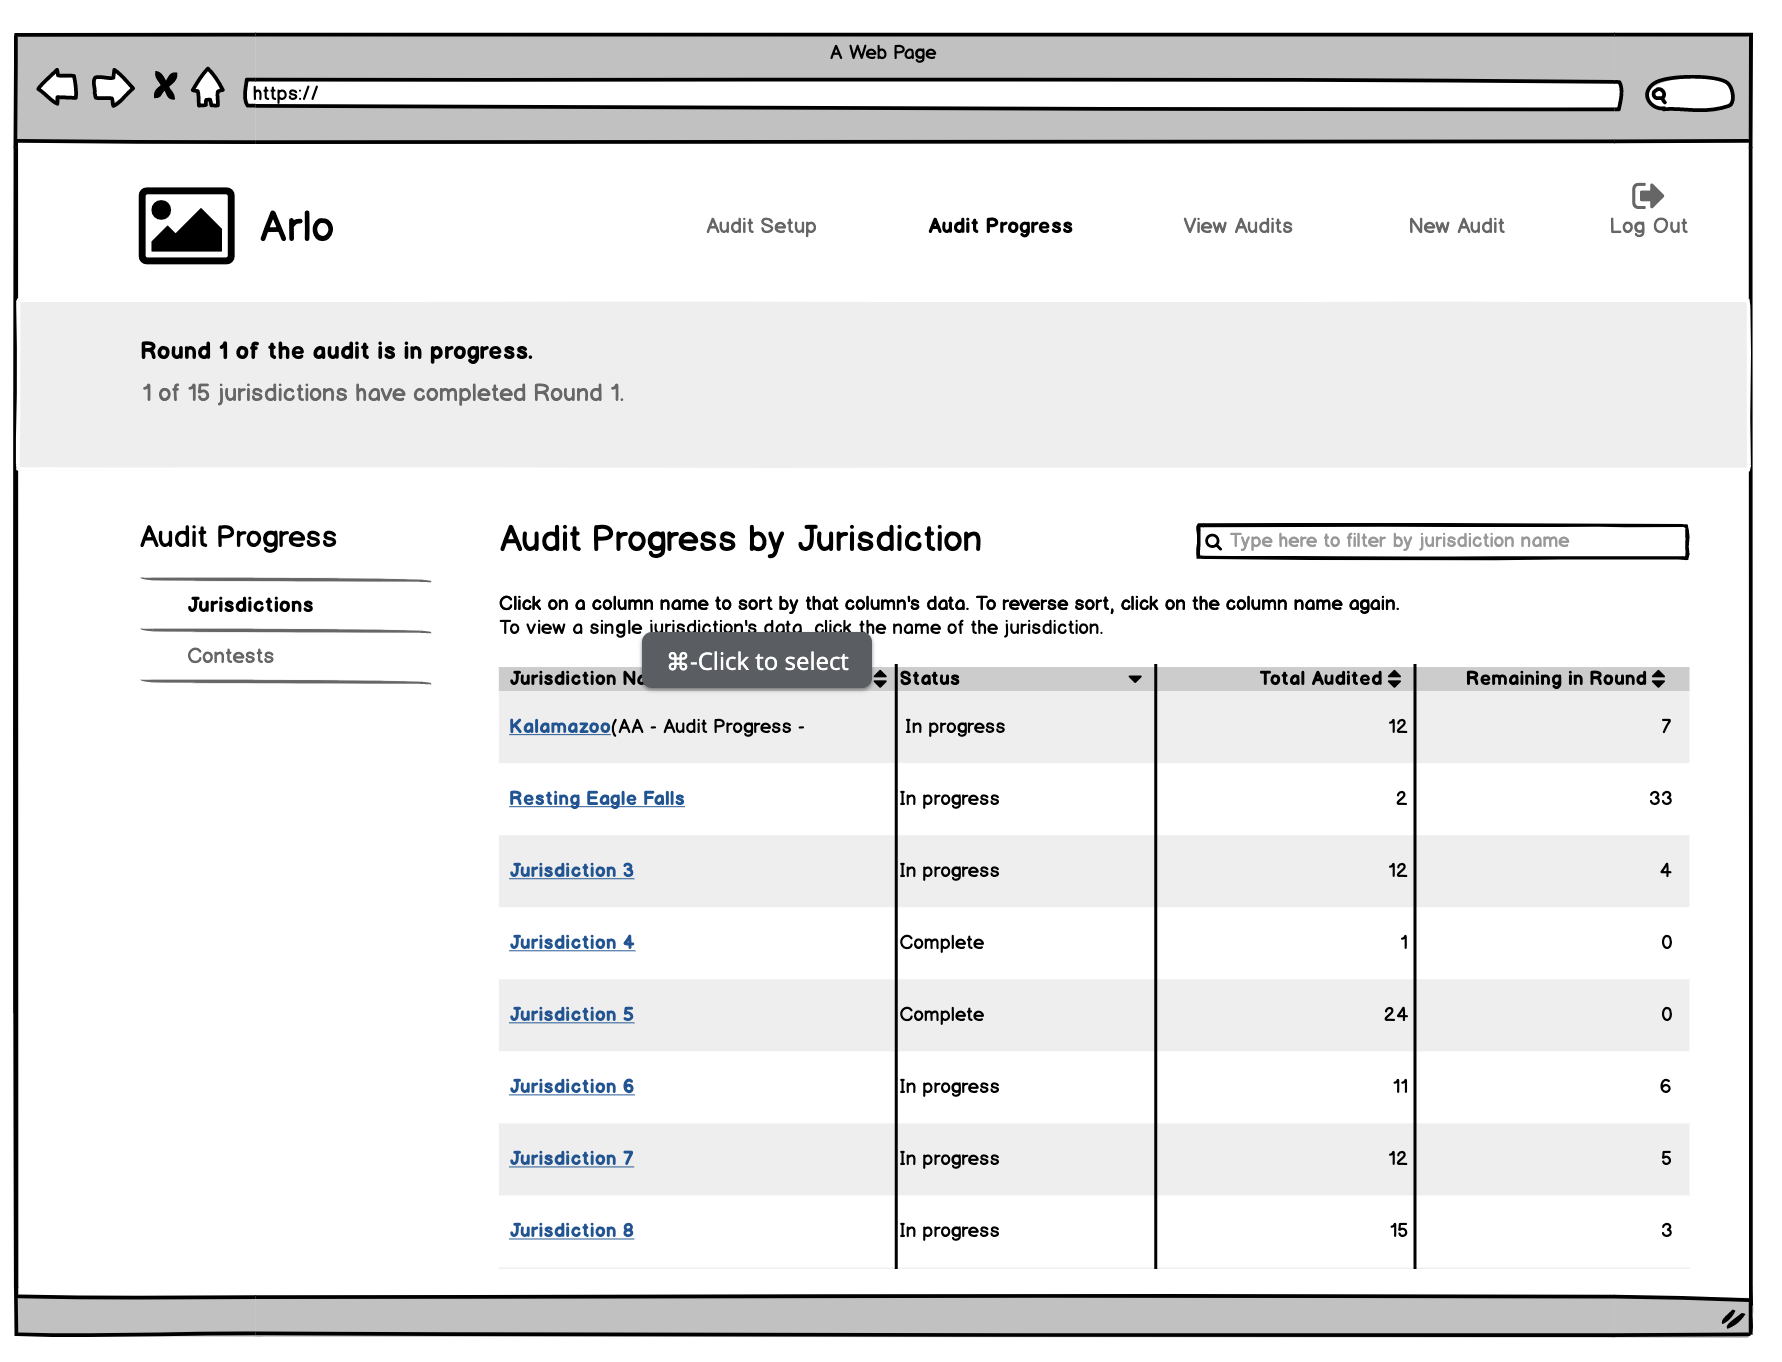 A Web Page
https://
Arlo
Audit Setup
Audit Progress
View Audits
New Audit
Log Out
Round 1 of the audit is in progress.
1 of 15 jurisdictions have completed Round 1.
Audit Progress
Jurisdictions
Contests
Audit Progress by Jurisdiction
Type here to filter by jurisdiction name
Click on a column name to sort by that column's data. To reverse sort, click on the column name again.
To view a single jurisdiction's data, click the name of the jurisdiction.
⌘-Click to select
Jurisdiction Status Total Audited Remaining in Round
Kalamazoo(AA - Audit Progress - In progress 12 7
Resting Eagle Falls In progress 2 33
Jurisdiction 3 In progress 12 4
Jurisdiction 4 Complete 1 0
Jurisdiction 5 Complete 24 0
Jurisdiction 6 In progress 11 6
Jurisdiction 7 In progress 12 5
Jurisdiction 8 In progress 15 3